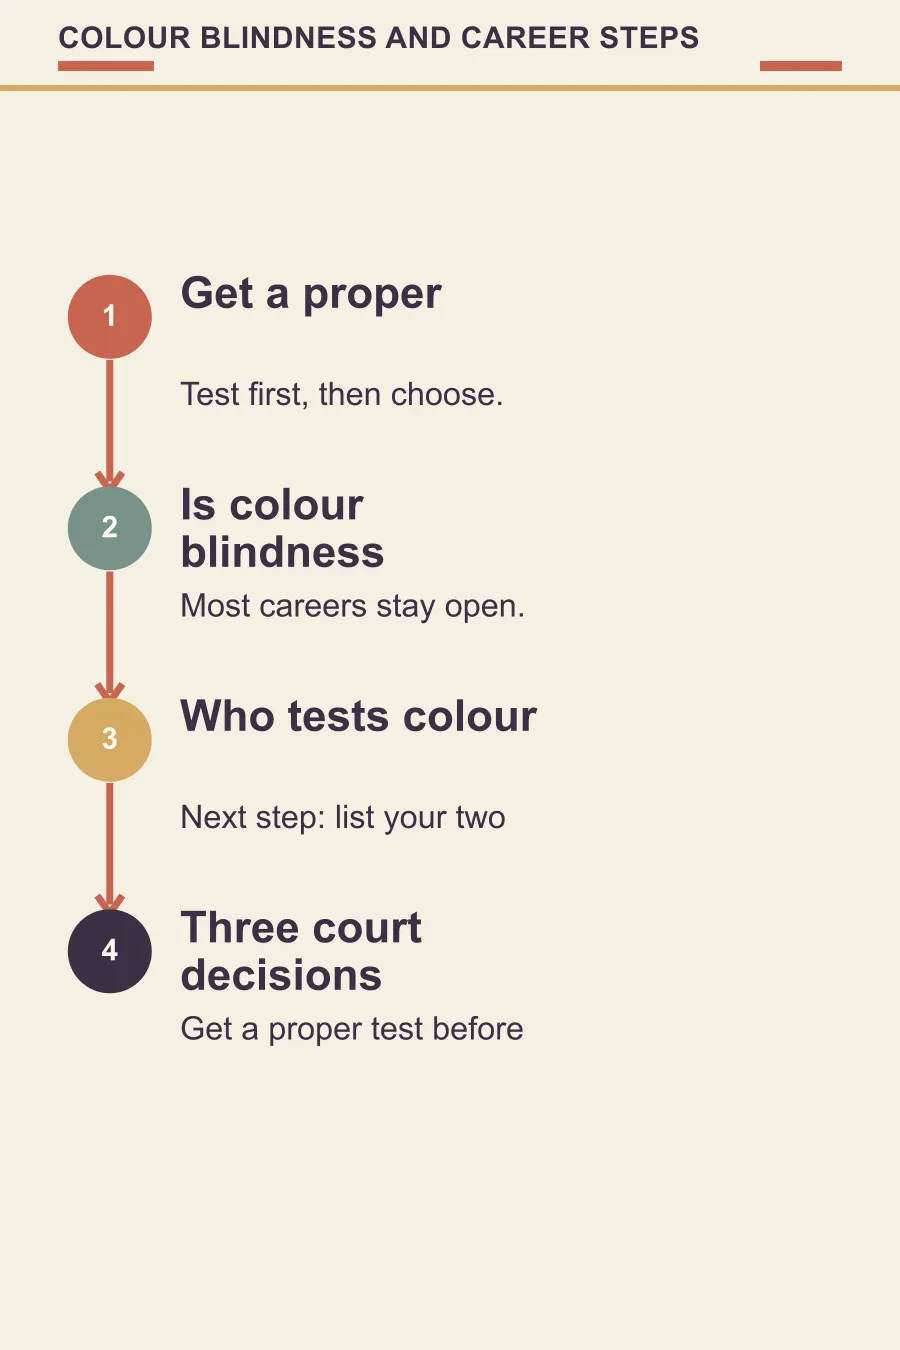 COLOUR BLINDNESS AND CAREER STEPS
1
Get a proper
Test first, then choose.
2
Is colour
blindness
Most careers stay open.
3
Who tests colour
Next step: list your two
4
Three court
decisions
Get a proper test before